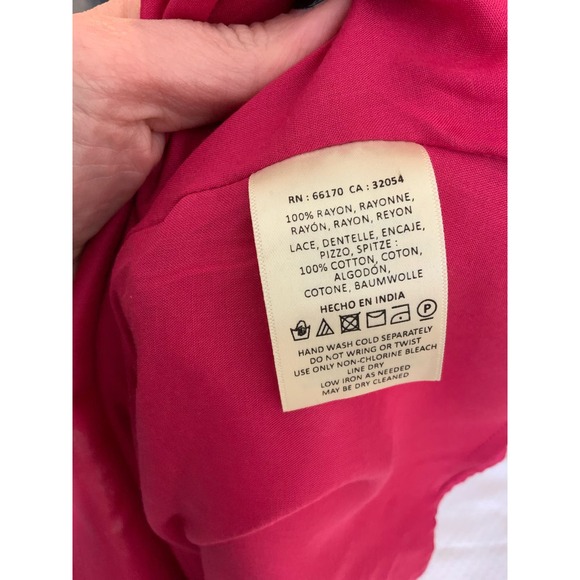 RN : 66170 CA : 32054
100% RAYON, RAYONNE,
RAYÓN, RAYON, REYON
LACE, DENTELLE, ENCAJE,
PIZZO, SPITZE :
100% COTTON, COTON,
ALGODÓN,
COTONE, BAUMWOLLE
HECHO EN INDIA
P
HAND WASH COLD SEPARATELY
DO NOT WRING OR TWIST
USE ONLY NON-CHLORINE BLEACH
LINE DRY
LOW IRON AS NEEDED
MAY BE DRY CLEANED